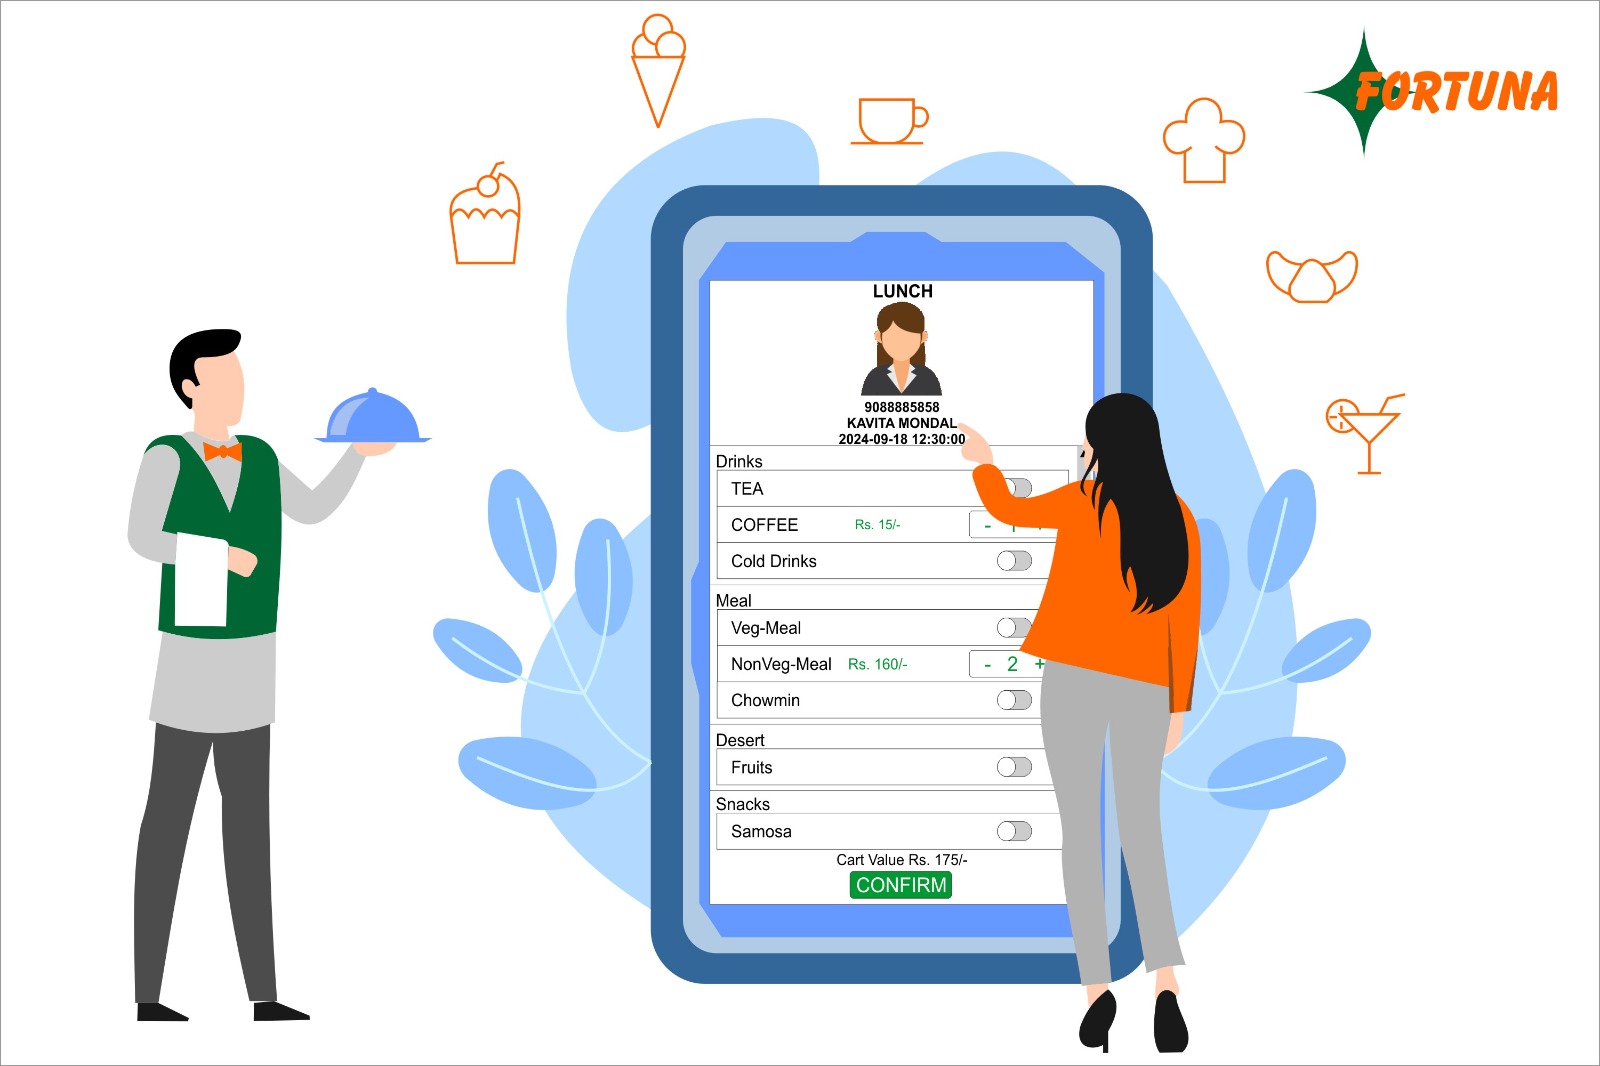 FORTUNA
LUNCH
9088885858
KAVITA MONDAL
2024-09-18 12:30:00
Drinks
TEA
COFFEE Rs. 15/- -
Cold Drinks
Meal
Veg-Meal
NonVeg-Meal Rs. 160/- - 2 +
Chowmin
Desert
Fruits
Snacks
Samosa
Cart Value Rs. 175/-
CONFIRM